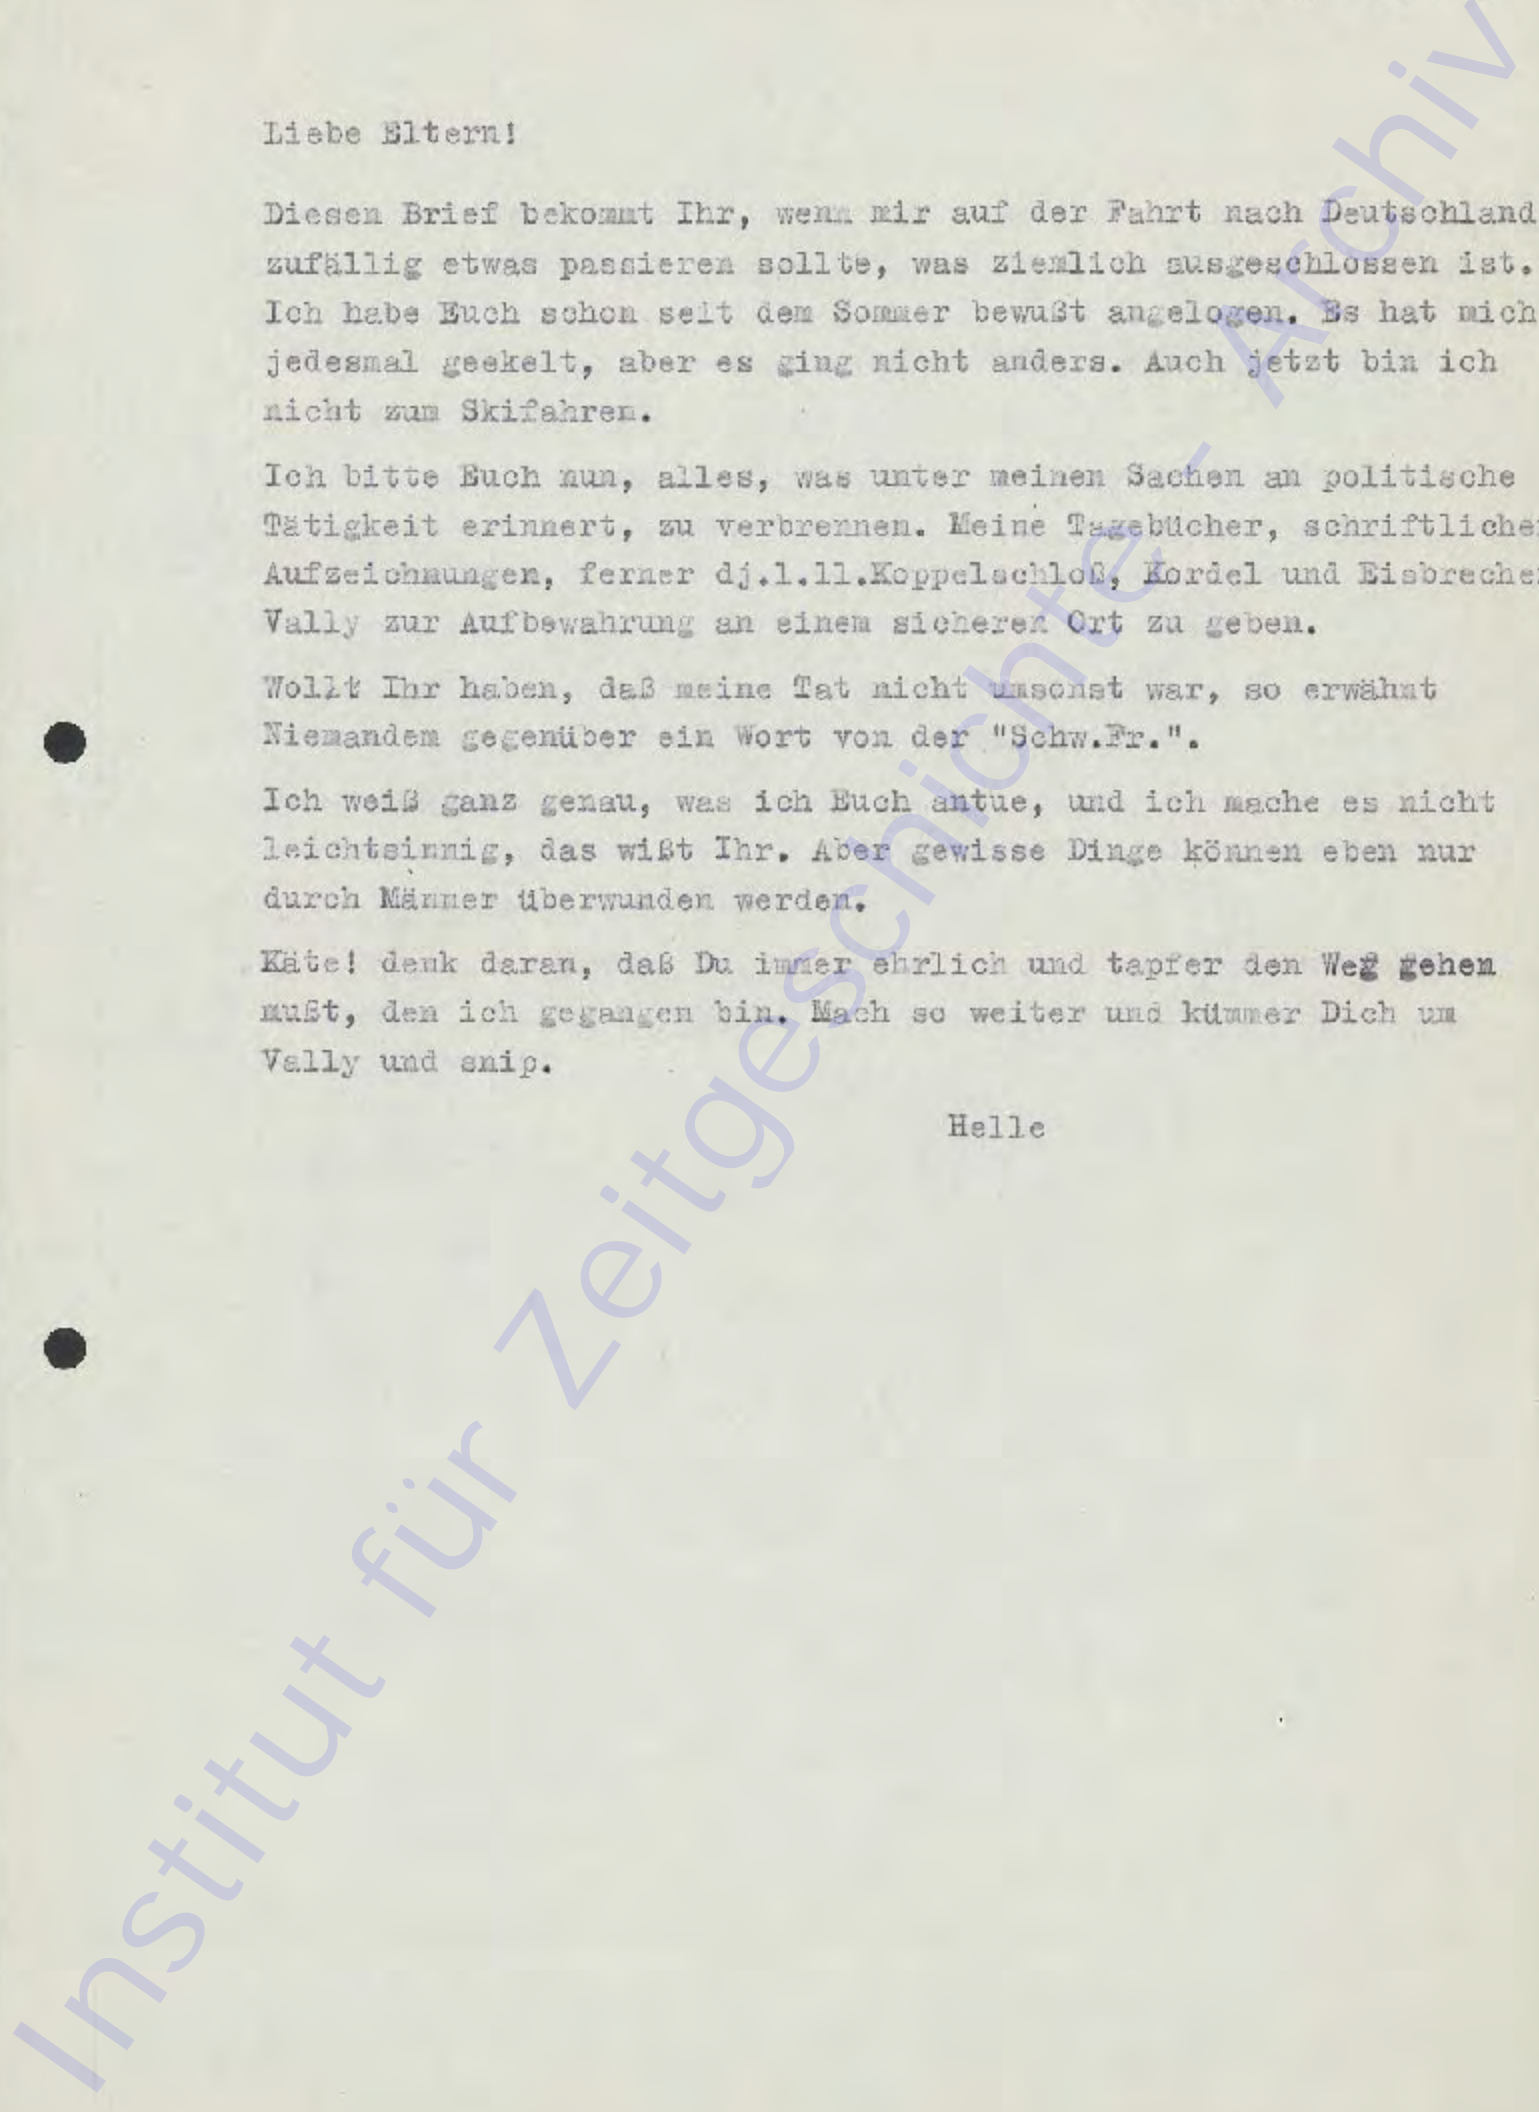 Liebe Eltern!
Diesen Brief bekommt Ihr, wenn mir auf der Fahrt nach Deutschland
zufällig etwas passieren sollte, was ziemlich ausgeschlossen ist.
Ich habe Euch schon seit dem Sommer bewußt angelogen. Es hat mich
jedesmal geekelt, aber es ging nicht anders. Auch jetzt bin ich
nicht zum Skifahren.
Ich bitte Euch nun, alles, was unter meinen Sachen an politische
Tätigkeit erinnert, zu verbrennen. Meine Tagebücher, schriftliche
Aufzeichnungen, ferner dj.1.11.Koppelschloß, Kordel und Eisbreche
Vally zur Aufbewahrung an einem sicheren Ort zu geben.
Wollt Ihr haben, daß meine Tat nicht umsonst war, so erwähnt
Niemandem gegenüber ein Wort von der "Schw.Fr.".
Ich weiß ganz genau, was ich Euch antue, und ich mache es nicht
leichtsinnig, das wißt Ihr. Aber gewisse Dinge können eben nur
durch Männer überwunden werden.
Käte! denk daran, daß Du immer ehrlich und tapfer den Weg gehen
mußt, den ich gegangen bin. Mach so weiter und kümmer Dich um
Vally und snip.
Helle
Institut für Zeitgeschichte - Archiv